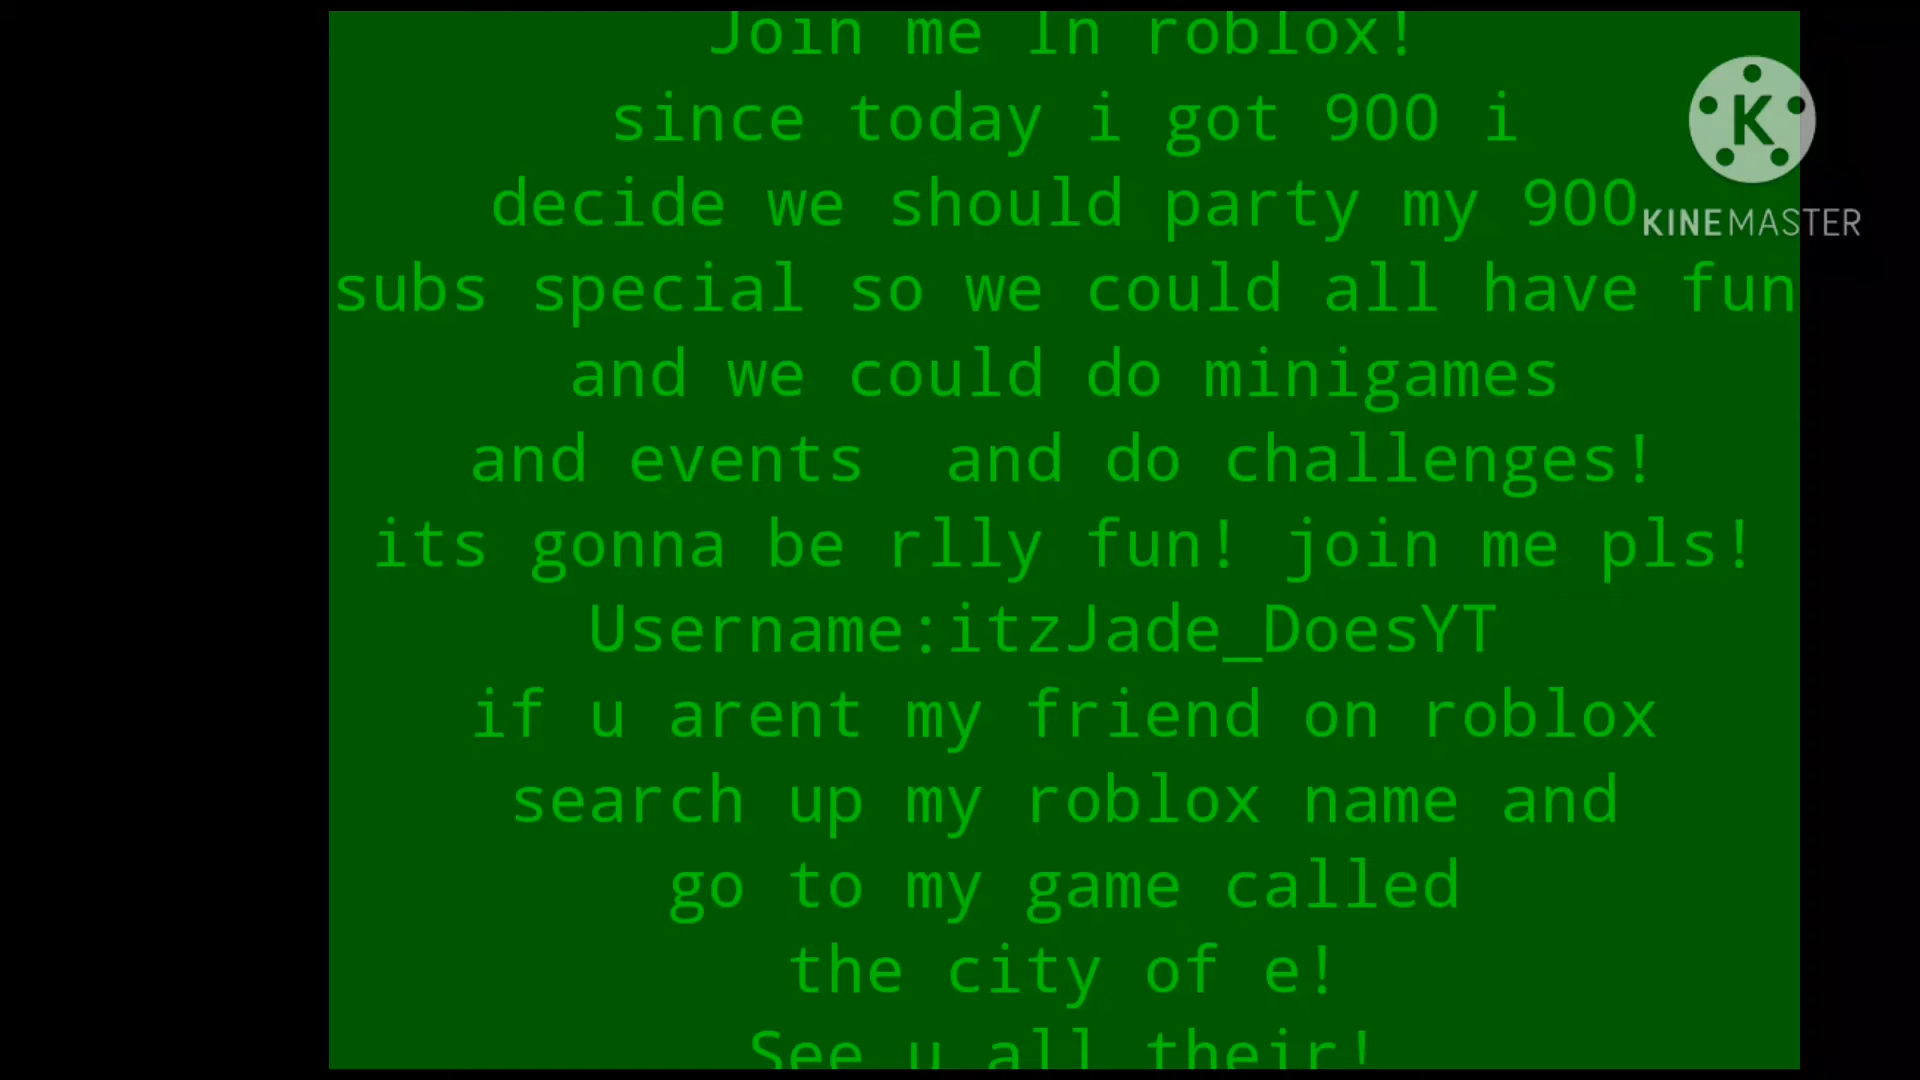 Join me In roblox!
since today i got 900 i
decide we should party my 900
subs special so we could all have fun
and we could do minigames
and events  and do challenges!
its gonna be rlly fun! join me pls!
Username:itzJade_DoesYT
if u arent my friend on roblox
search up my roblox name and
go to my game called
the city of e!
See u all their!
K
KINEMASTER